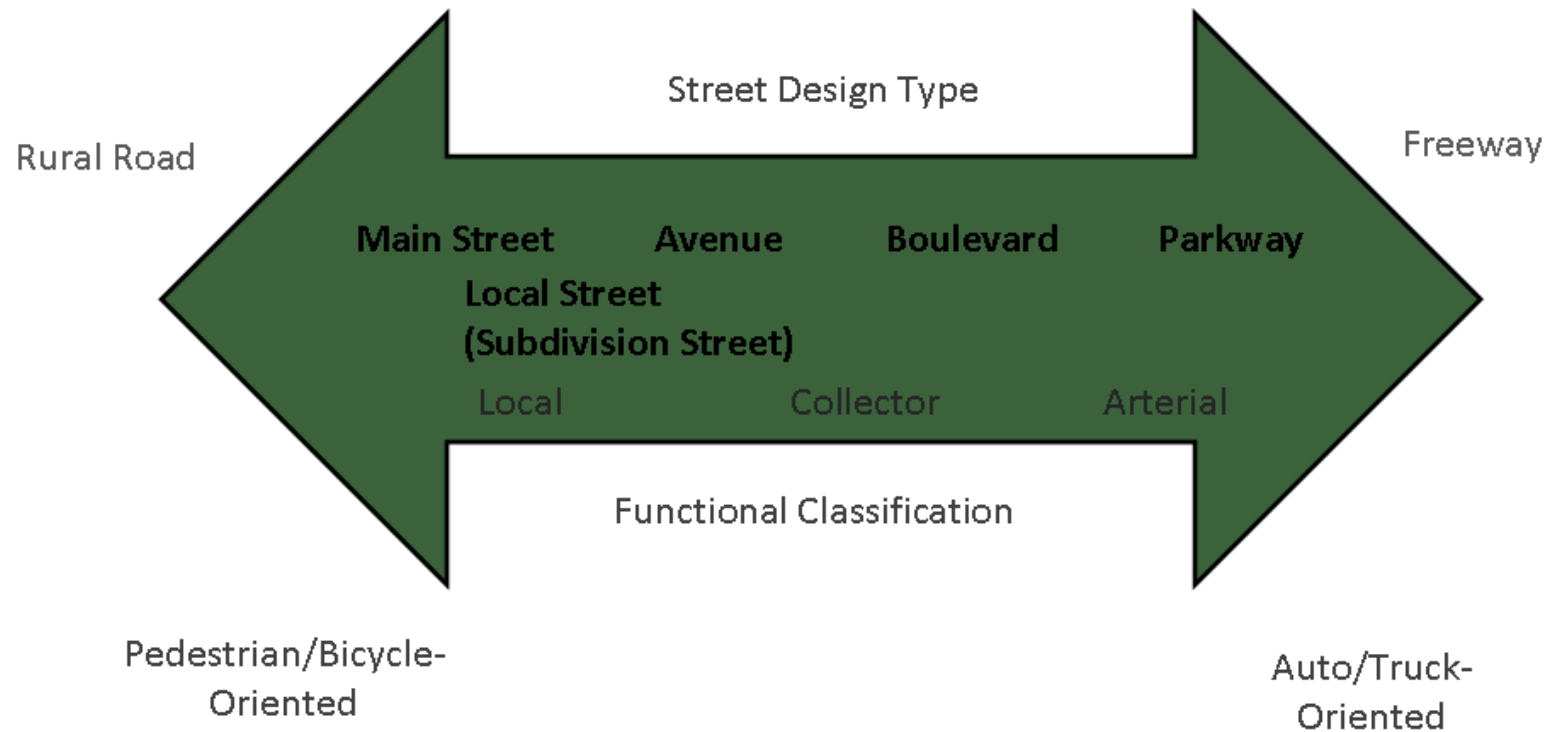 Street Design Type
Rural Road
Freeway
Main Street Avenue Boulevard Parkway
Local Street
(Subdivision Street)
Local Collector Arterial
Functional Classification
Pedestrian/Bicycle-
Oriented
Auto/Truck-
Oriented